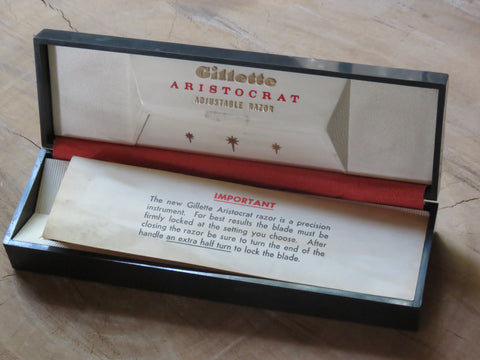 Gillette
ARISTOCRAT
ADJUSTABLE RAZOR
IMPORTANT
The new Gillette Aristocrat razor is a precision
instrument. For best results the blade must be
firmly locked at the setting you choose. After
closing the razor be sure to turn the end of the
handle an extra half turn to lock the blade.